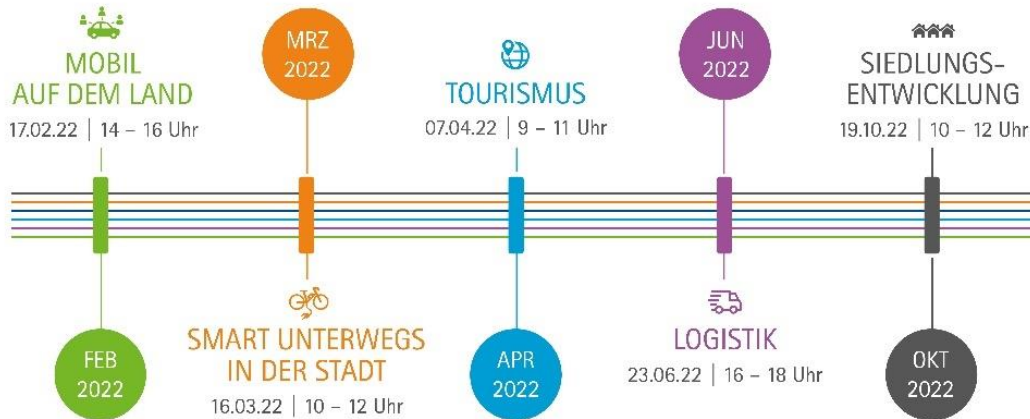 MOBIL
AUF DEM LAND
17.02.22 | 14 – 16 Uhr
FEB
2022
MRZ
2022
SMART UNTERWEGS
IN DER STADT
16.03.22 | 10 – 12 Uhr
TOURISMUS
07.04.22 | 9 – 11 Uhr
APR
2022
JUN
2022
LOGISTIK
23.06.22 | 16 – 18 Uhr
SIEDLUNGS-
ENTWICKLUNG
19.10.22 | 10 – 12 Uhr
OKT
2022